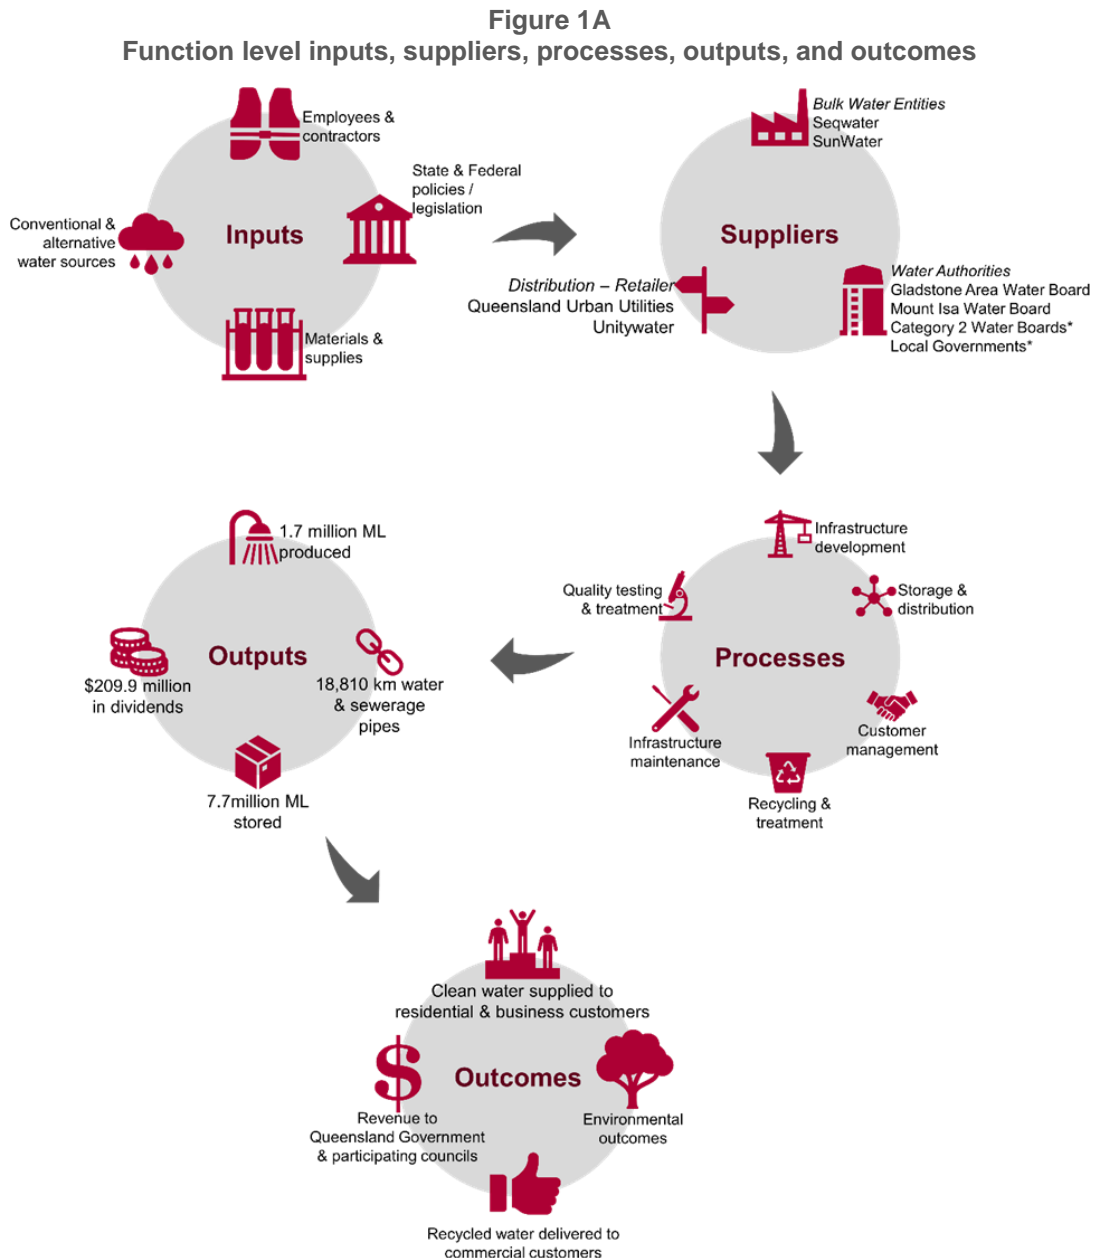 Figure 1A
Function level inputs, suppliers, processes, outputs, and outcomes
Employees &
contractors
State & Federal
policies /
legislation
Conventional &
alternative
water sources
Inputs
Materials &
supplies
Bulk Water Entities
Seqwater
SunWater
Suppliers
Distribution – Retailer
Queensland Urban Utilities
Unitywater
Water Authorities
Gladstone Area Water Board
Mount Isa Water Board
Category 2 Water Boards*
Local Governments*
Infrastructure
development
Quality testing
& treatment
Storage &
distribution
Processes
Infrastructure
maintenance
Customer
management
Recycling &
treatment
1.7 million ML
produced
Outputs
$209.9 million
in dividends
18,810 km water
& sewerage
pipes
7.7million ML
stored
Clean water supplied to
residential & business customers
Outcomes
Revenue to
Queensland Government
& participating councils
Environmental
outcomes
Recycled water delivered to
commercial customers